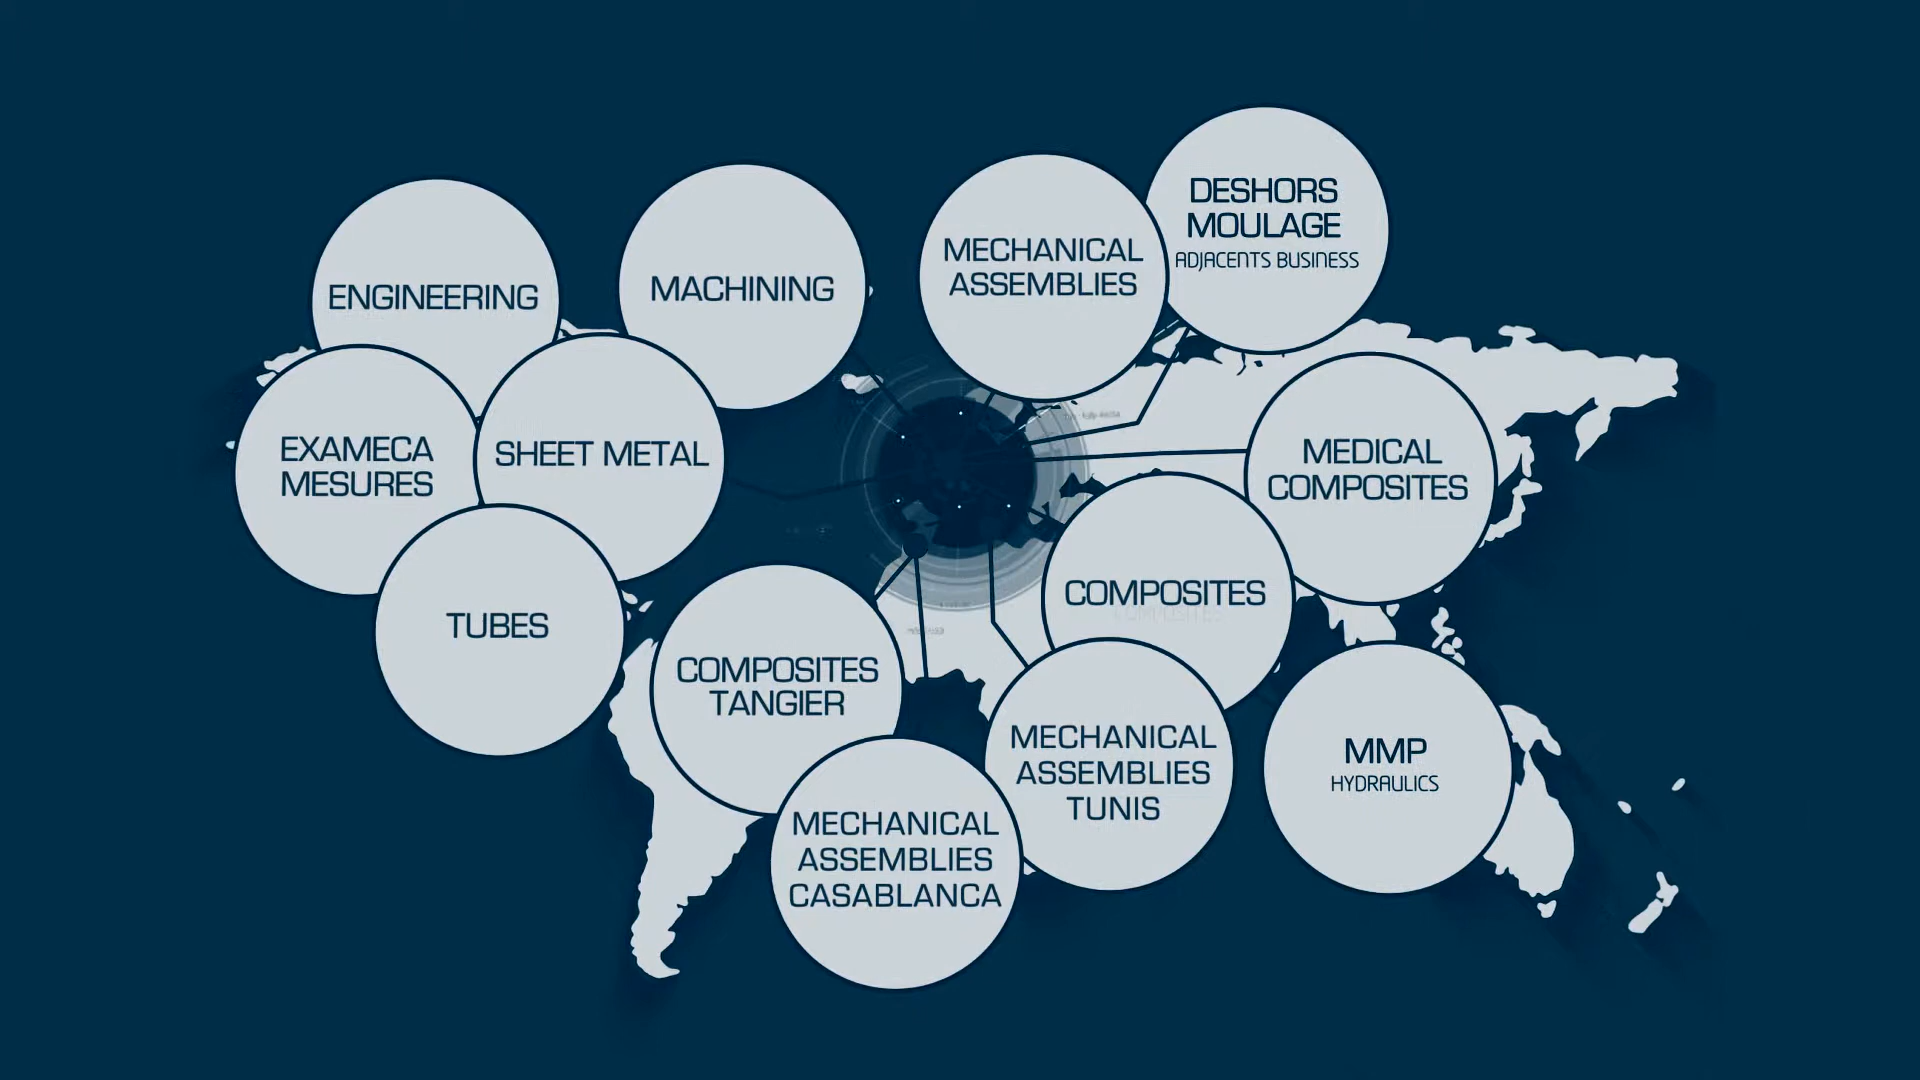 DESHORS
MOULAGE
ADJACENTS BUSINESS
MECHANICAL
ASSEMBLIES
MACHINING
ENGINEERING
EXAMECA
MESURES
SHEET METAL
MEDICAL
COMPOSITES
COMPOSITES
TUBES
COMPOSITES
TANGIER
MECHANICAL
ASSEMBLIES
TUNIS
MMP
HYDRAULICS
MECHANICAL
ASSEMBLIES
CASABLANCA